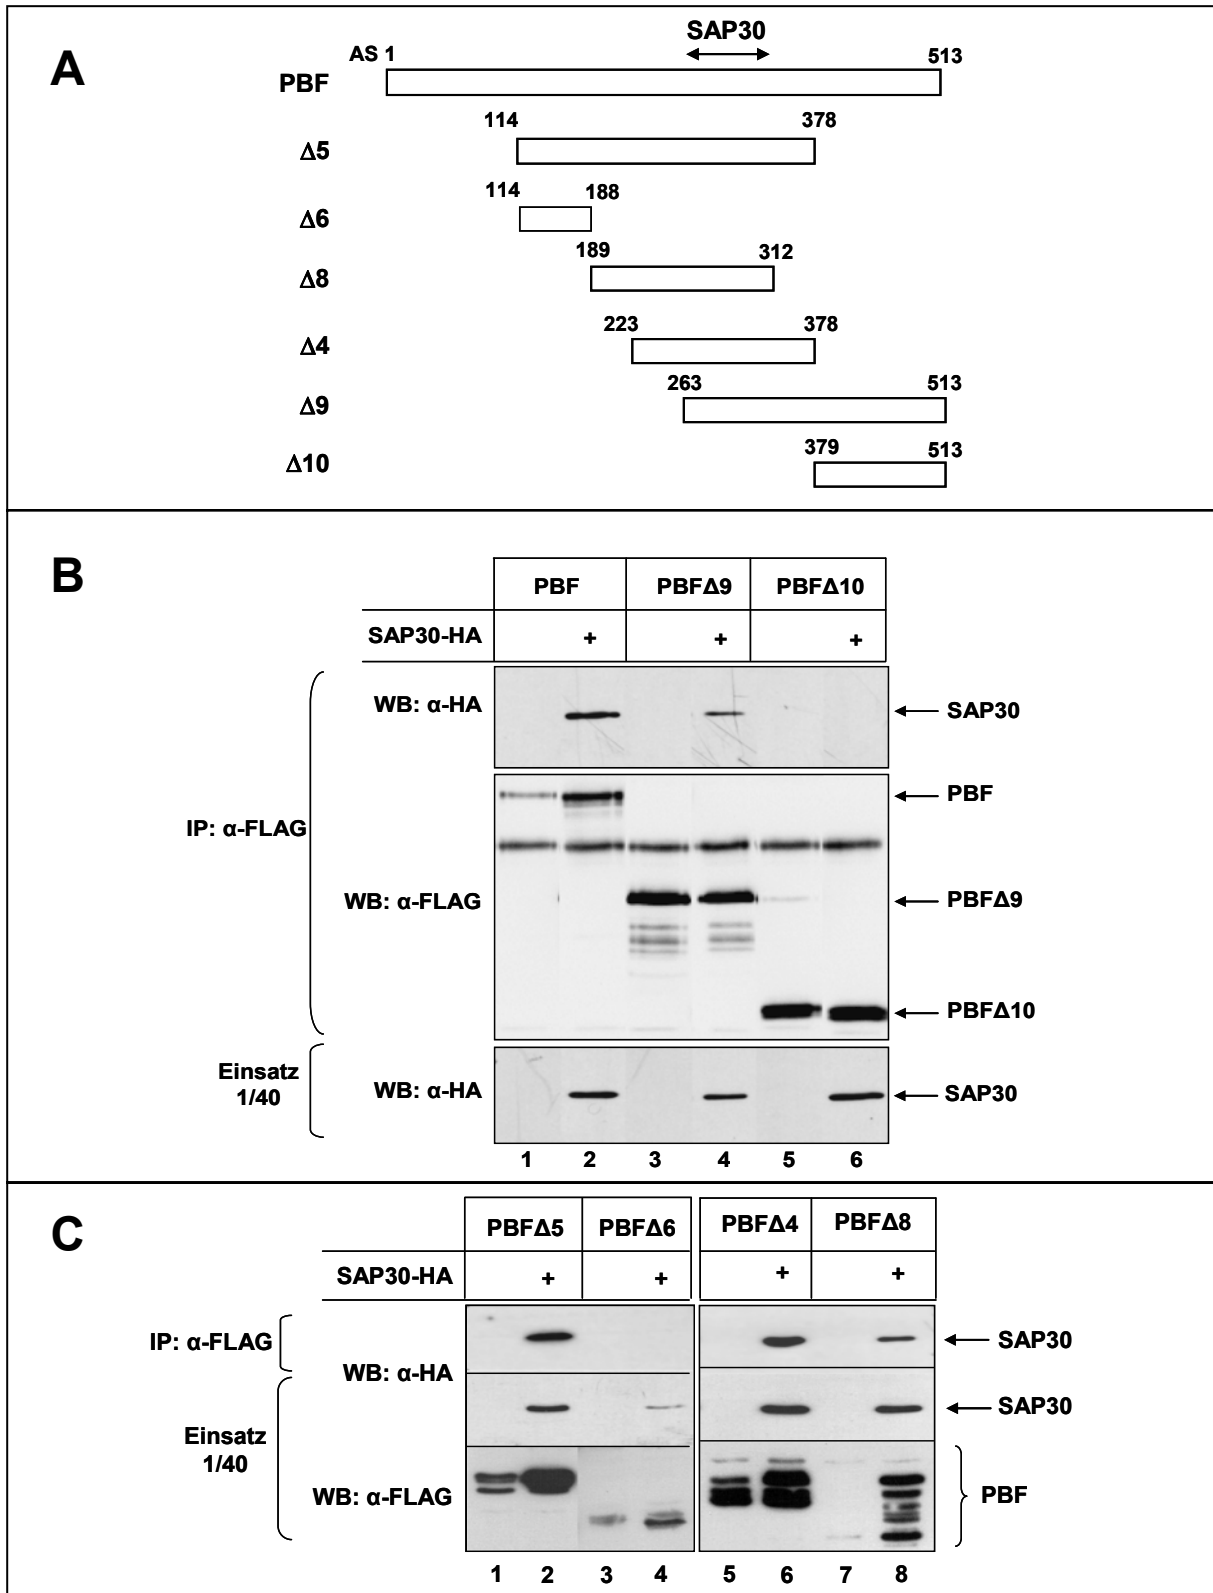 A
SAP30
AS 1
513
PBF
114
378
Δ5
114
188
Δ6
189
312
Δ8
223
378
Δ4
263
513
Δ9
379
513
Δ10
B
PBF
PBFΔ9
PBFΔ10
SAP30-HA
+
+
+
WB: α-HA
SAP30
PBF
IP: α-FLAG
WB: α-FLAG
PBFΔ9
PBFΔ10
Einsatz
1/40
WB: α-HA
SAP30
1 2 3 4 5 6
C
PBFΔ5
PBFΔ6
PBFΔ4
PBFΔ8
SAP30-HA
+
+
+
+
IP: α-FLAG
SAP30
WB: α-HA
SAP30
Einsatz
1/40
WB: α-FLAG
PBF
1 2 3 4 5 6 7 8